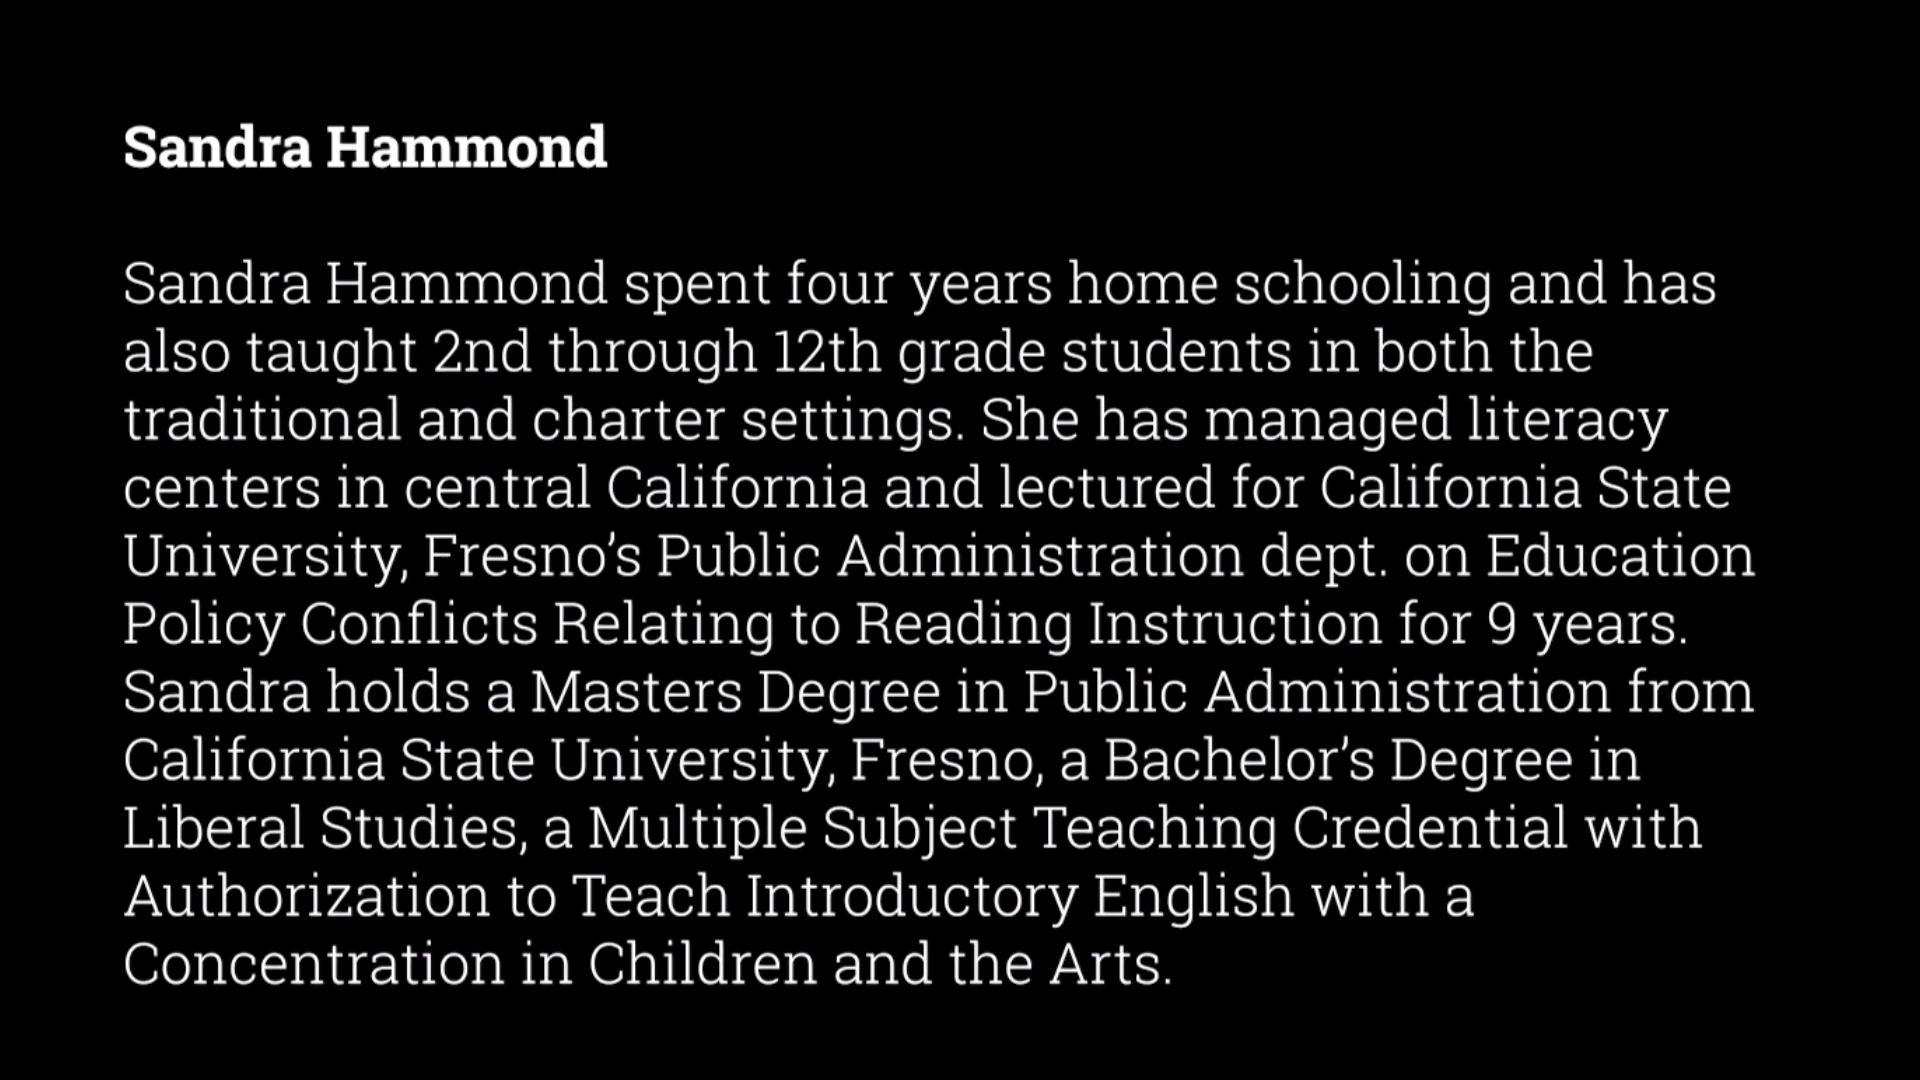 Sandra Hammond
Sandra Hammond spent four years home schooling and has
also taught 2nd through 12th grade students in both the
traditional and charter settings. She has managed literacy
centers in central California and lectured for California State
University, Fresno’s Public Administration dept. on Education
Policy Conflicts Relating to Reading Instruction for 9 years.
Sandra holds a Masters Degree in Public Administration from
California State University, Fresno, a Bachelor’s Degree in
Liberal Studies, a Multiple Subject Teaching Credential with
Authorization to Teach Introductory English with a
Concentration in Children and the Arts.